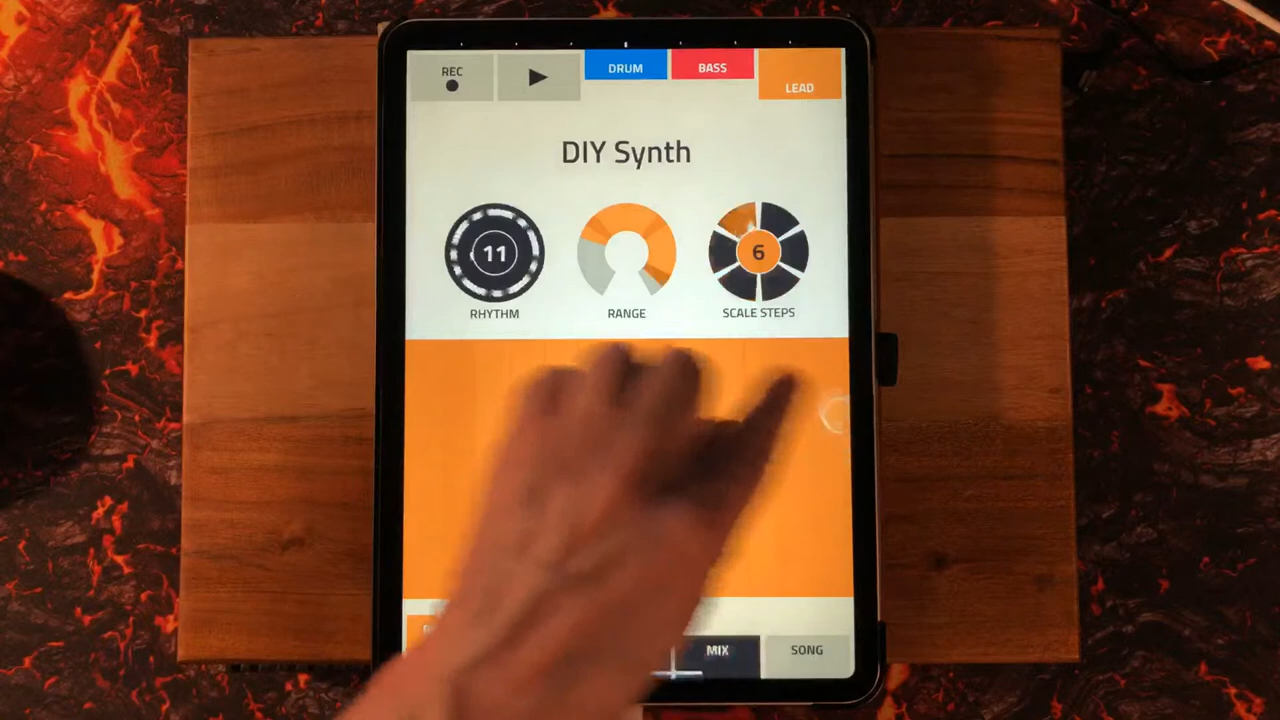 REC
DRUM
BASS
LEAD
DIY Synth
11
6
RHYTHM
RANGE
SCALE STEPS
MIX
SONG